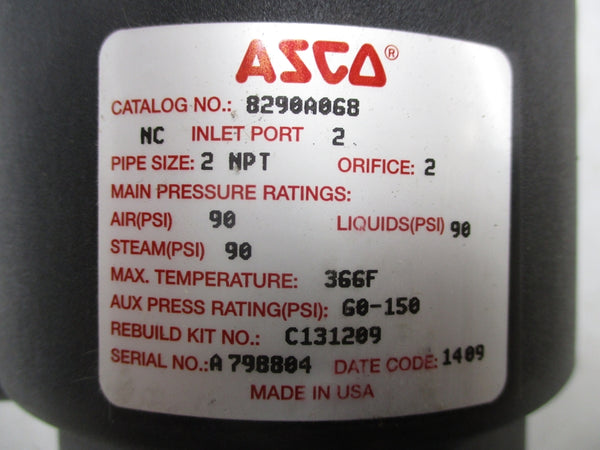 ASCO®
CATALOG NO.: 8290A068
NC INLET PORT 2
PIPE SIZE: 2 NPT ORIFICE: 2
MAIN PRESSURE RATINGS:
AIR(PSI) 90 LIQUIDS(PSI) 90
STEAM(PSI) 90
MAX. TEMPERATURE: 366F
AUX PRESS RATING(PSI): 60-150
REBUILD KIT NO.: C131209
SERIAL NO.: A 798804 DATE CODE: 1409
MADE IN USA